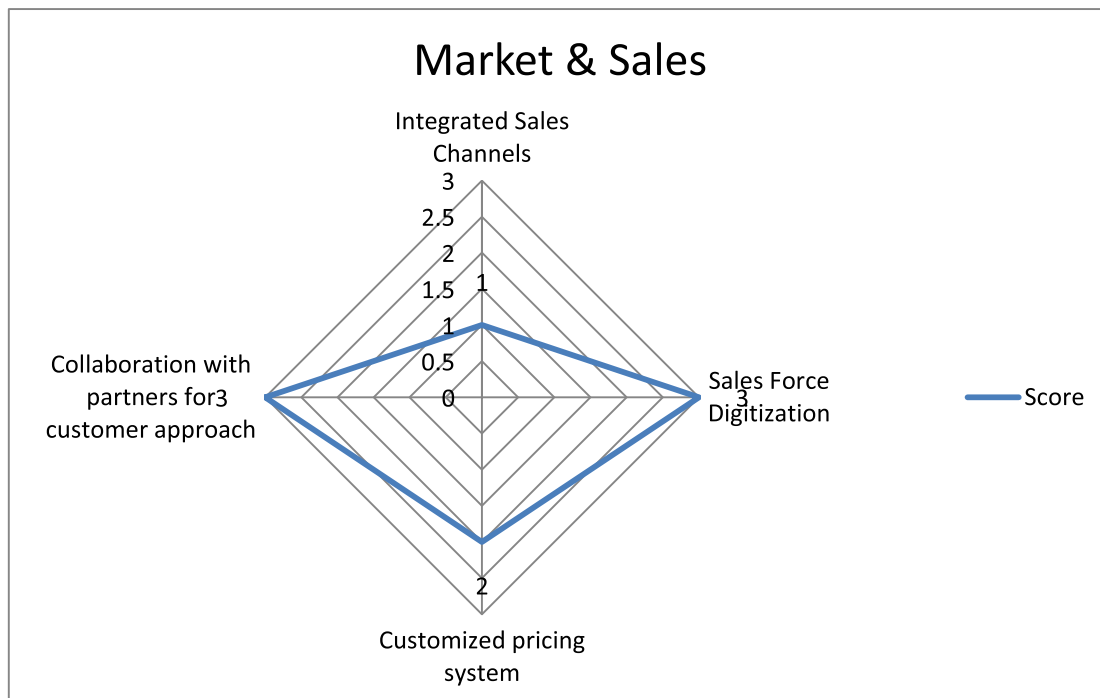 Market & Sales
Integrated Sales
Channels
3
2.5
2
1
1.5
1
0.5
0
Collaboration with
partners for3
customer approach
Sales Force
3
Digitization
Score
2
Customized pricing
system